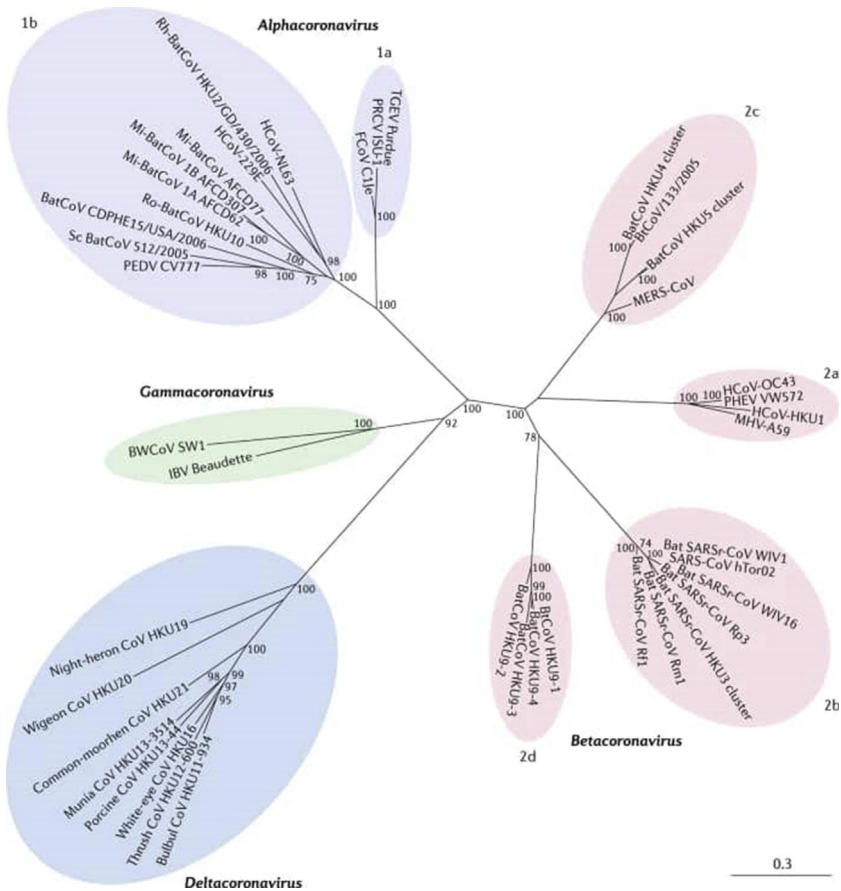 1b
Alphacoronavirus
1a
Rh-BatCoV HKU2/GD/430/2006
HCoV-NL63
HCoV-229E
Mi-BatCoV AFCD77
Mi-BatCoV 1B AFCD307
Mi-BatCoV 1A AFCD62
Ro-BatCoV HKU10
BatCoV CDPHE15/USA/2006
Sc BatCoV 512/2005
PEDV CV777
100
100
98
98
100
75
100
TGEV Purdue
PRCV ISU-1
FCoV C1Je
100
100
2c
BatCoV HKU4 cluster
BtCoV/133/2005
BatCoV HKU5 cluster
MERS-CoV
100
100
100
2a
HCoV-OC43
PHEV VW572
HCoV-HKU1
MHV-A59
100
100
Gammacoronavirus
BWCoV SW1
IBV Beaudette
100
92
100
100
78
Bat SARSr-CoV WIV1
SARS-CoV hTor02
Bat SARSr-CoV WIV16
Bat SARSr-CoV Rp3
Bat SARSr-CoV HKU3 cluster
Bat SARSr-CoV Rm1
Bat SARSr-CoV Rf1
100
74
100
2b
100
99
100
BtCoV HKU9-1
BatCoV HKU9-4
BatCoV HKU9-3
BatCoV HKU9-2
2d
Betacoronavirus
100
Night-heron CoV HKU19
Wigeon CoV HKU20
Common-moorhen CoV HKU21
Munia CoV HKU13-3514
Porcine CoV HKU13-44
White-eye CoV HKU16
Thrush CoV HKU12-600
Bulbul CoV HKU11-934
100
98
99
97
95
Deltacoronavirus
0.3